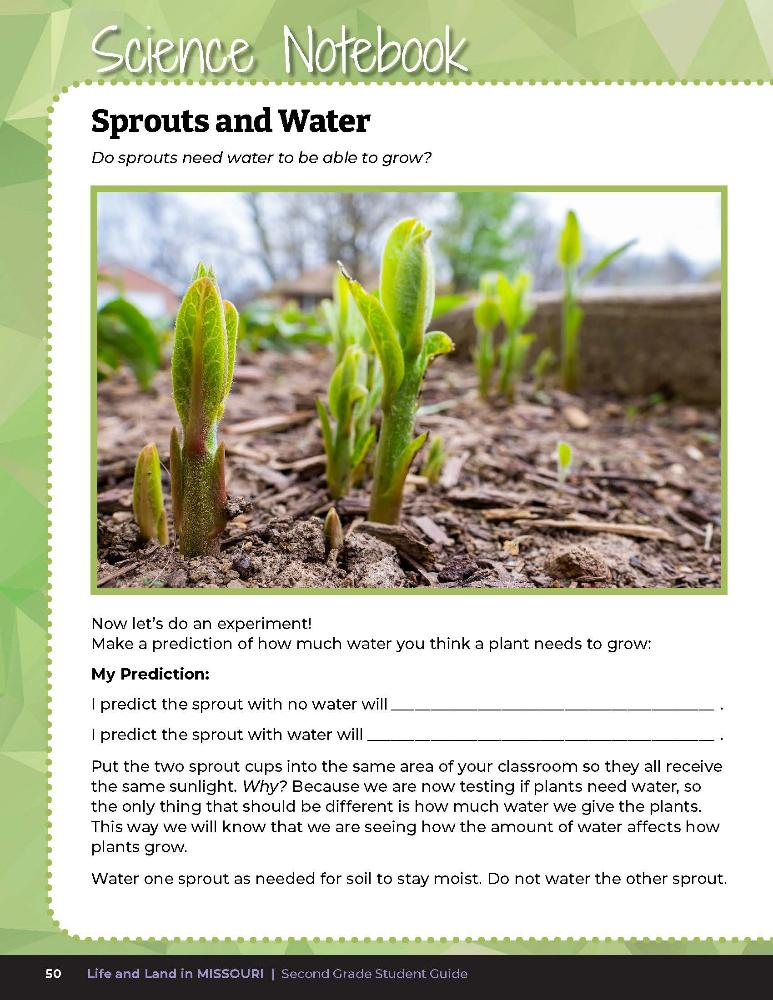 Science Notebook
Sprouts and Water
Do sprouts need water to be able to grow?
Now let’s do an experiment!
Make a prediction of how much water you think a plant needs to grow:
My Prediction:
I predict the sprout with no water will ______________________________________ .
I predict the sprout with water will _________________________________________ .
Put the two sprout cups into the same area of your classroom so they all receive
the same sunlight. Why? Because we are now testing if plants need water, so
the only thing that should be different is how much water we give the plants.
This way we will know that we are seeing how the amount of water affects how
plants grow.
Water one sprout as needed for soil to stay moist. Do not water the other sprout.
50 Life and Land in MISSOURI | Second Grade Student Guide